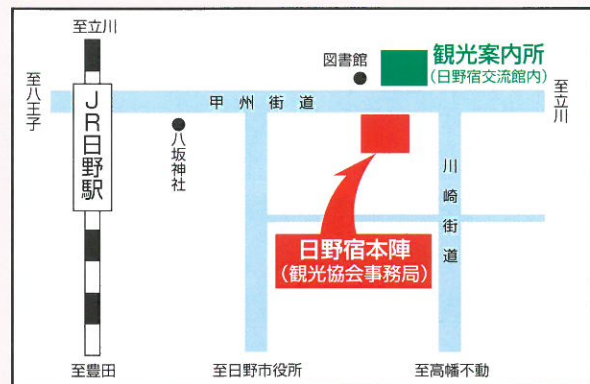 至立川
図書館
観光案内所
(日野宿交流館内)
至八王子
至立川
甲州街道
JR日野駅
八坂神社
川崎街道
日野宿本陣
(観光協会事務局)
至豊田
至日野市役所
至高幡不動